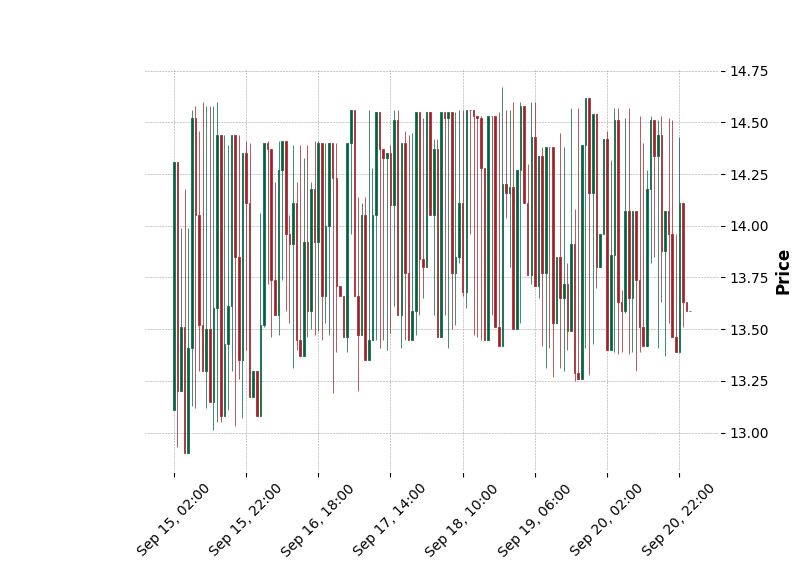 14.75
14.50
14.25
14.00
13.75
13.50
13.25
13.00
Price
Sep 15, 02:00
Sep 15, 22:00
Sep 16, 18:00
Sep 17, 14:00
Sep 18, 10:00
Sep 19, 06:00
Sep 20, 02:00
Sep 20, 22:00